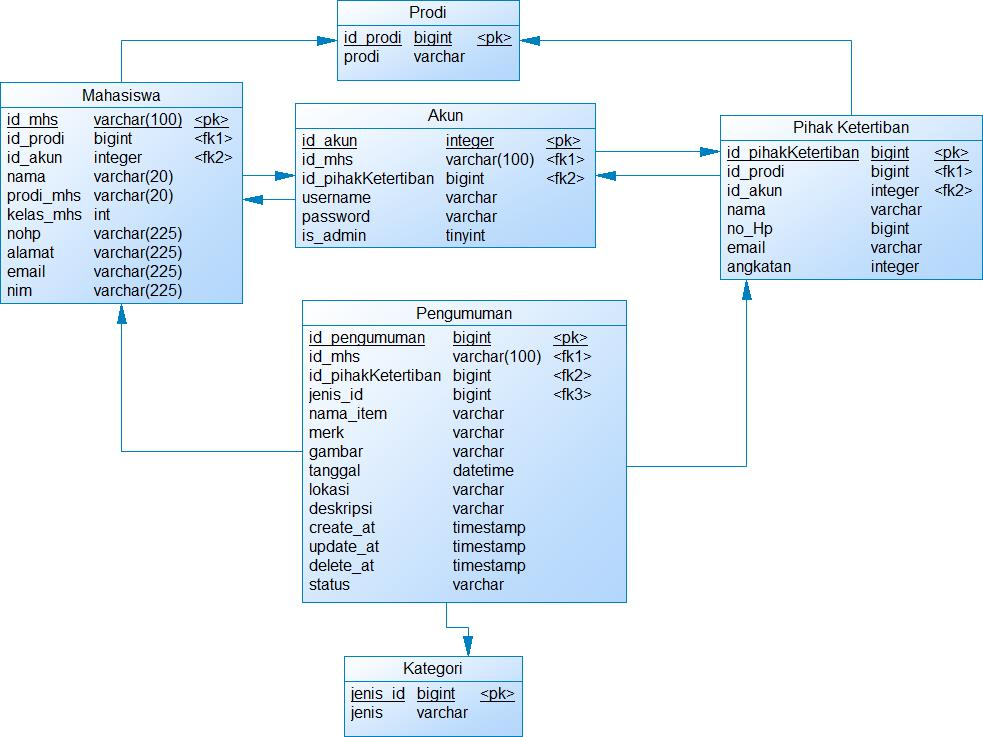 Prodi
id_prodi bigint <pk>
prodi varchar
Mahasiswa
id_mhs varchar(100) <pk>
id_prodi bigint <fk1>
id_akun integer <fk2>
nama varchar(20)
prodi_mhs varchar(20)
kelas_mhs int
nohp varchar(225)
alamat varchar(225)
email varchar(225)
nim varchar(225)
Akun
id_akun integer <pk>
id_mhs varchar(100) <fk1>
id_pihakKetertiban bigint <fk2>
username varchar
password varchar
is_admin tinyint
Pihak Ketertiban
id_pihakKetertiban bigint <pk>
id_prodi bigint <fk1>
id_akun integer <fk2>
nama varchar
no_Hp bigint
email varchar
angkatan integer
Pengumuman
id_pengumuman bigint <pk>
id_mhs varchar(100) <fk1>
id_pihakKetertiban bigint <fk2>
jenis_id bigint <fk3>
nama_item varchar
merk varchar
gambar varchar
tanggal datetime
lokasi varchar
deskripsi varchar
create_at timestamp
update_at timestamp
delete_at timestamp
status varchar
Kategori
jenis_id bigint <pk>
jenis varchar